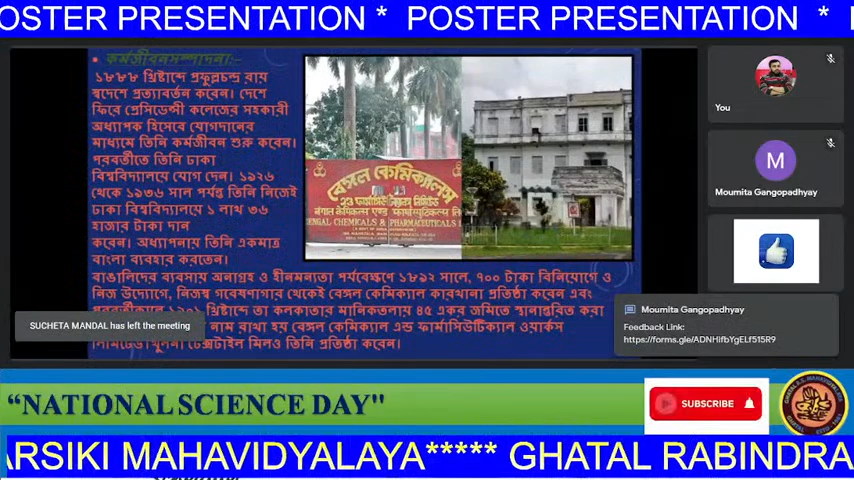 OSTER PRESENTATION * POSTER PRESENTATION *
• কর্মজীবনসম্পাদনা:-
১৮৮৮ খ্রিষ্টাব্দে প্রফুল্লচন্দ্র রায়
স্বদেশে প্রত্যাবর্তন করেন। দেশে
ফিরে প্রেসিডেন্সী কলেজের সহকারী
অধ্যাপক হিসেবে যোগদানের
মাধ্যমে তিনি কর্মজীবন শুরু করেন।
পরবর্তীতে তিনি ঢাকা
বিশ্ববিদ্যালয়ে যোগ দেন। ১৯২৬
থেকে ১৯৩৬ সাল পর্যন্ত তিনি নিজেই
ঢাকা বিশ্ববিদ্যালয়ে ১ লাখ ৩৬
হাজার টাকা দান
করেন। অধ্যাপনায় তিনি একমাত্র
বাংলা ব্যবহার করতেন।
বাঙালিদের ব্যবসায় অনাগ্রহ ও হীনমন্যতা পর্যবেক্ষণে ১৮৯২ সালে, ৭০০ টাকা বিনিয়োগে ও
নিজ উদ্যোগে, নিজস্ব গবেষণাগার থেকেই বেঙ্গল কেমিক্যাল কারখানা প্রতিষ্ঠা করেন এবং
খ্রিষ্টাব্দে তা কলকাতার মানিকতলায় ৪৫ একর জমিতে স্থানান্তরিত করা
নাম রাখা হয় বেঙ্গল কেমিক্যাল এন্ড ফার্মাসিউটিক্যাল ওয়ার্কস
লিমিটেড। খুলনা টেক্সটাইল মিলও তিনি প্রতিষ্ঠা করেন।
বেঙ্গল কেমিক্যালস
ENGAL CHEMICALS & PHARMACEUTICALS
You
M
Moumita Gangopadhyay
SUCHETA MANDAL has left the meeting
Moumita Gangopadhyay
Feedback Link:
https://forms.gle/ADNHifbYgELf515R9
"NATIONAL SCIENCE DAY"
SUBSCRIBE
ARSIKI MAHAVIDYALAYA***** GHATAL RABINDRA